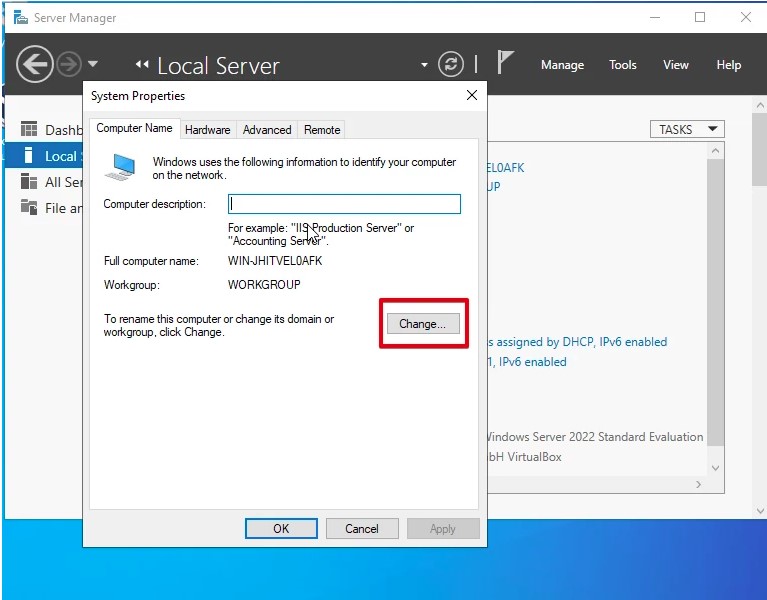 Server Manager
Local Server
Manage Tools View Help
System Properties
Computer Name Hardware Advanced Remote
Windows uses the following information to identify your computer
on the network.
Computer description:
For example: "IIS Production Server" or
"Accounting Server".
Full computer name: WIN-JHITVEL0AFK
Workgroup: WORKGROUP
To rename this computer or change its domain or
workgroup, click Change.
Change...
OK Cancel Apply
Dashb
Local
All Ser
File an
TASKS
EL0AFK
UP
s assigned by DHCP, IPv6 enabled
1, IPv6 enabled
Windows Server 2022 Standard Evaluation
bH VirtualBox